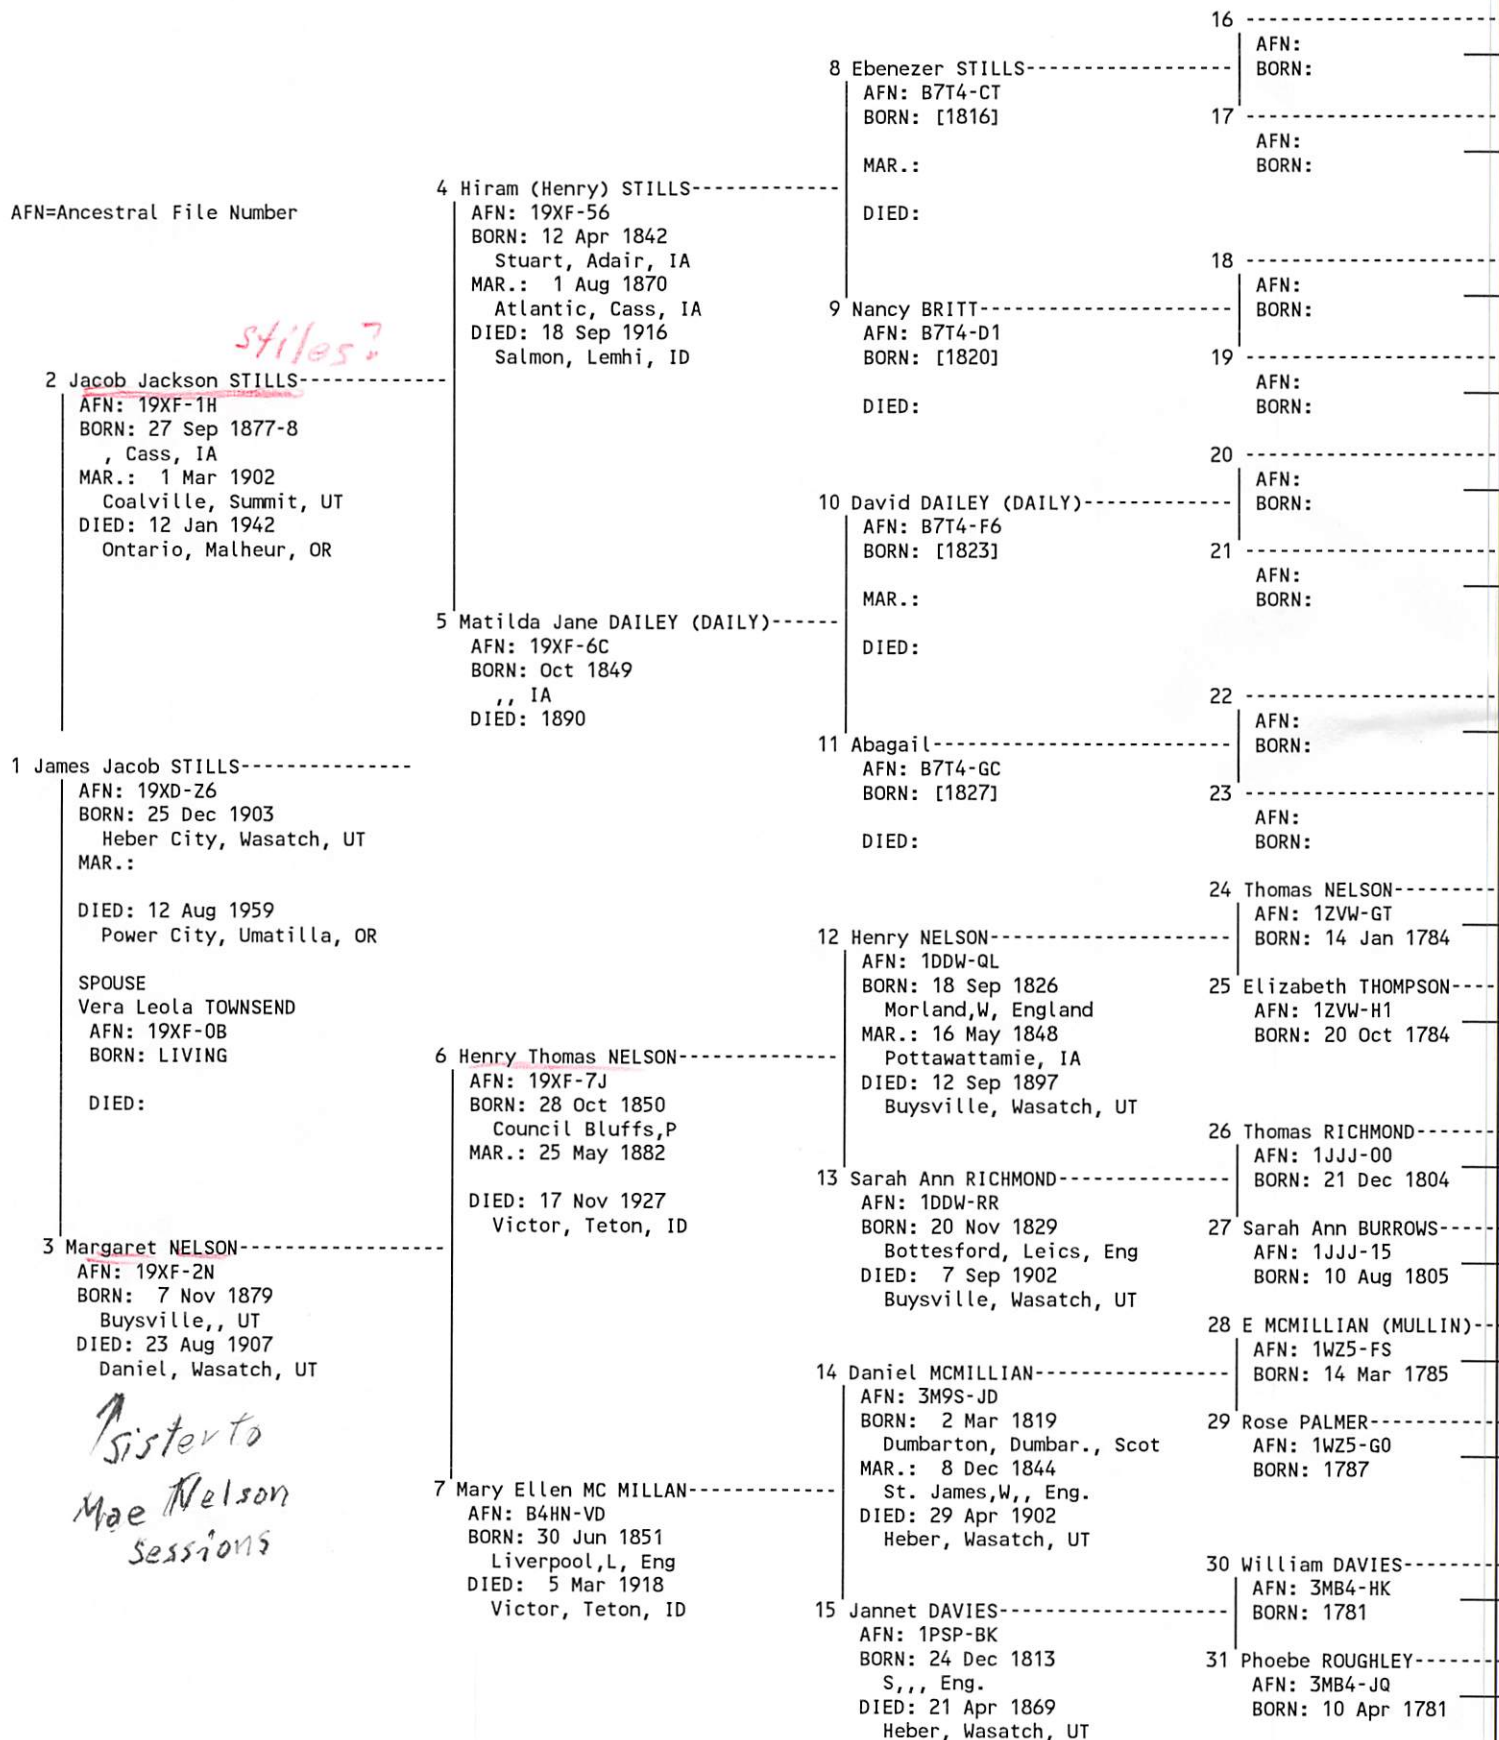 AFN=Ancestral File Number
stiles?
1 James Jacob STILLS--------------
AFN: 19XD-Z6
BORN: 25 Dec 1903
Heber City, Wasatch, UT
MAR.:
DIED: 12 Aug 1959
Power City, Umatilla, OR
SPOUSE
Vera Leola TOWNSEND
AFN: 19XF-0B
BORN: LIVING
DIED:
2 Jacob Jackson STILLS------------
AFN: 19XF-1H
BORN: 27 Sep 1877-8
, Cass, IA
MAR.: 1 Mar 1902
Coalville, Summit, UT
DIED: 12 Jan 1942
Ontario, Malheur, OR
3 Margaret NELSON-----------------
AFN: 19XF-2N
BORN: 7 Nov 1879
Buysville,, UT
DIED: 23 Aug 1907
Daniel, Wasatch, UT
↑
sister to
Mae Nelson
Sessions
4 Hiram (Henry) STILLS------------
AFN: 19XF-56
BORN: 12 Apr 1842
Stuart, Adair, IA
MAR.: 1 Aug 1870
Atlantic, Cass, IA
DIED: 18 Sep 1916
Salmon, Lemhi, ID
5 Matilda Jane DAILEY (DAILY)-----
AFN: 19XF-6C
BORN: Oct 1849
,, IA
DIED: 1890
6 Henry Thomas NELSON-------------
AFN: 19XF-7J
BORN: 28 Oct 1850
Council Bluffs,P
MAR.: 25 May 1882
DIED: 17 Nov 1927
Victor, Teton, ID
7 Mary Ellen MC MILLAN------------
AFN: B4HN-VD
BORN: 30 Jun 1851
Liverpool,L, Eng
DIED: 5 Mar 1918
Victor, Teton, ID
8 Ebenezer STILLS-----------------
AFN: B7T4-CT
BORN: [1816]
MAR.:
DIED:
9 Nancy BRITT---------------------
AFN: B7T4-D1
BORN: [1820]
DIED:
10 David DAILEY (DAILY)------------
AFN: B7T4-F6
BORN: [1823]
MAR.:
DIED:
11 Abagail-------------------------
AFN: B7T4-GC
BORN: [1827]
DIED:
12 Henry NELSON--------------------
AFN: 1DDW-QL
BORN: 18 Sep 1826
Morland,W, England
MAR.: 16 May 1848
Pottawattamie, IA
DIED: 12 Sep 1897
Buysville, Wasatch, UT
13 Sarah Ann RICHMOND--------------
AFN: 1DDW-RR
BORN: 20 Nov 1829
Bottesford, Leics, Eng
DIED: 7 Sep 1902
Buysville, Wasatch, UT
14 Daniel MCMILLIAN----------------
AFN: 3M9S-JD
BORN: 2 Mar 1819
Dumbarton, Dumbar., Scot
MAR.: 8 Dec 1844
St. James,W,, Eng.
DIED: 29 Apr 1902
Heber, Wasatch, UT
15 Jannet DAVIES-------------------
AFN: 1PSP-BK
BORN: 24 Dec 1813
S,,, Eng.
DIED: 21 Apr 1869
Heber, Wasatch, UT
16 ---------------------
AFN:
BORN:
17 ---------------------
AFN:
BORN:
18 ---------------------
AFN:
BORN:
19 ---------------------
AFN:
BORN:
20 ---------------------
AFN:
BORN:
21 ---------------------
AFN:
BORN:
22 ---------------------
AFN:
BORN:
23 ---------------------
AFN:
BORN:
24 Thomas NELSON--------
AFN: 1ZVW-GT
BORN: 14 Jan 1784
25 Elizabeth THOMPSON----
AFN: 1ZVW-H1
BORN: 20 Oct 1784
26 Thomas RICHMOND-------
AFN: 1JJJ-00
BORN: 21 Dec 1804
27 Sarah Ann BURROWS-----
AFN: 1JJJ-15
BORN: 10 Aug 1805
28 E MCMILLIAN (MULLIN)--
AFN: 1WZ5-FS
BORN: 14 Mar 1785
29 Rose PALMER-----------
AFN: 1WZ5-G0
BORN: 1787
30 William DAVIES--------
AFN: 3MB4-HK
BORN: 1781
31 Phoebe ROUGHLEY-------
AFN: 3MB4-JQ
BORN: 10 Apr 1781